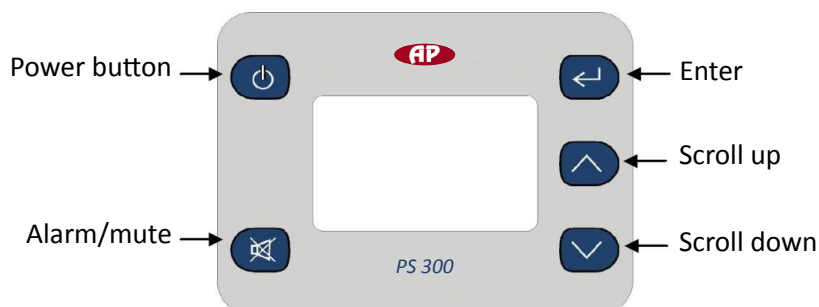 AP
Power button
Enter
Scroll up
Alarm/mute
Scroll down
PS 300